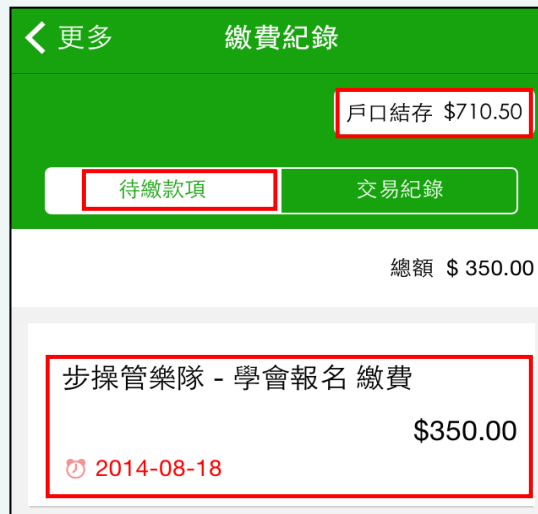 更多 繳費紀錄
戶口結存 $710.50
待繳款項 交易紀錄
總額 $ 350.00
步操管樂隊 - 學會報名 繳費
$350.00
2014-08-18